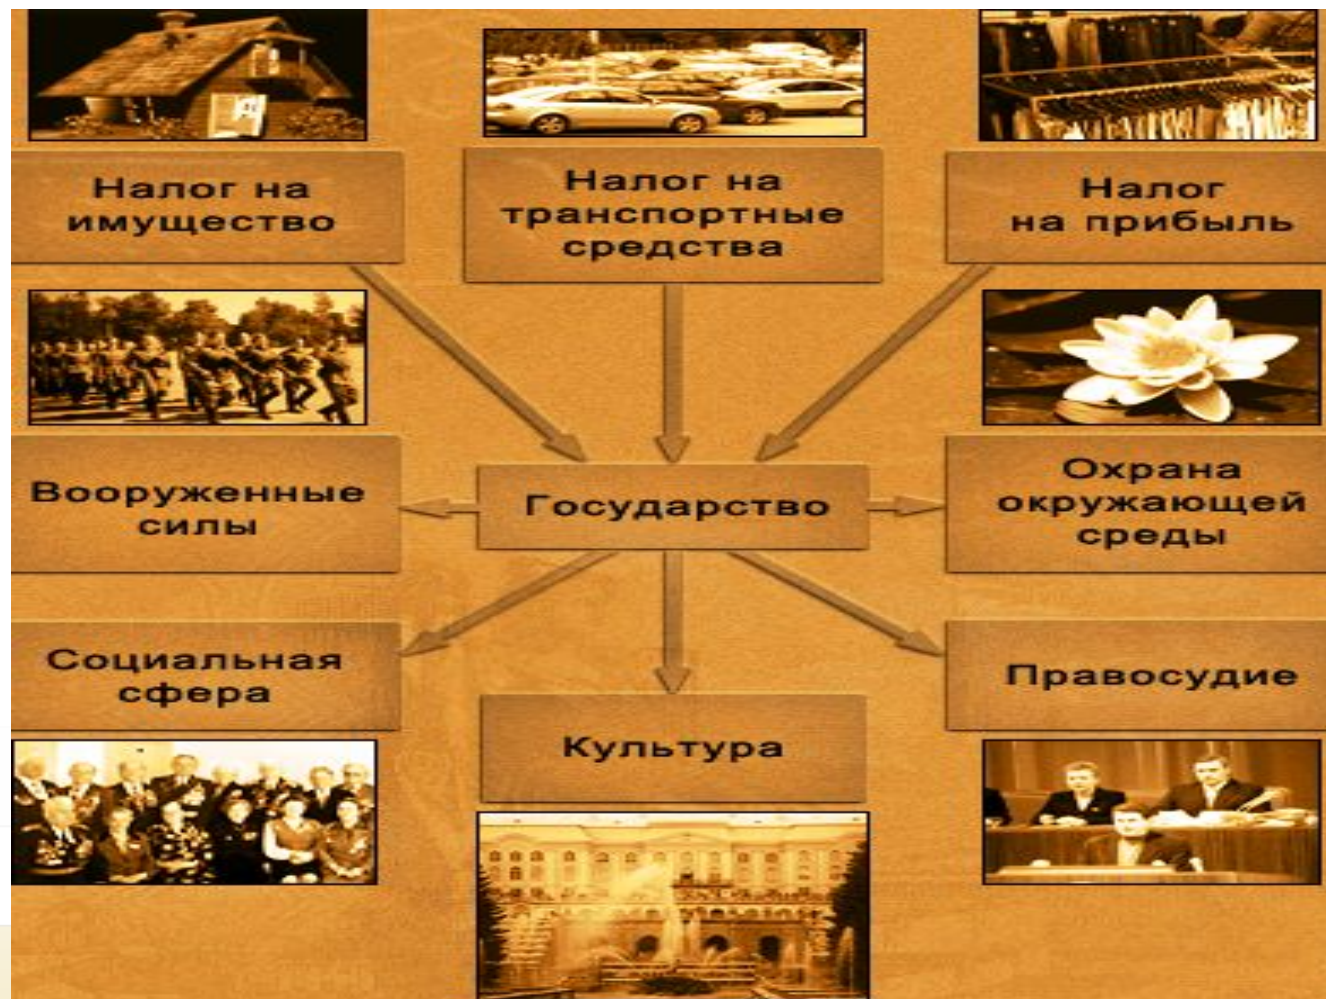 Налог на
имущество
Налог на
транспортные
средства
Налог
на прибыль
Вооруженные
силы
Государство
Охрана
окружающей
среды
Социальная
сфера
Культура
Правосудие